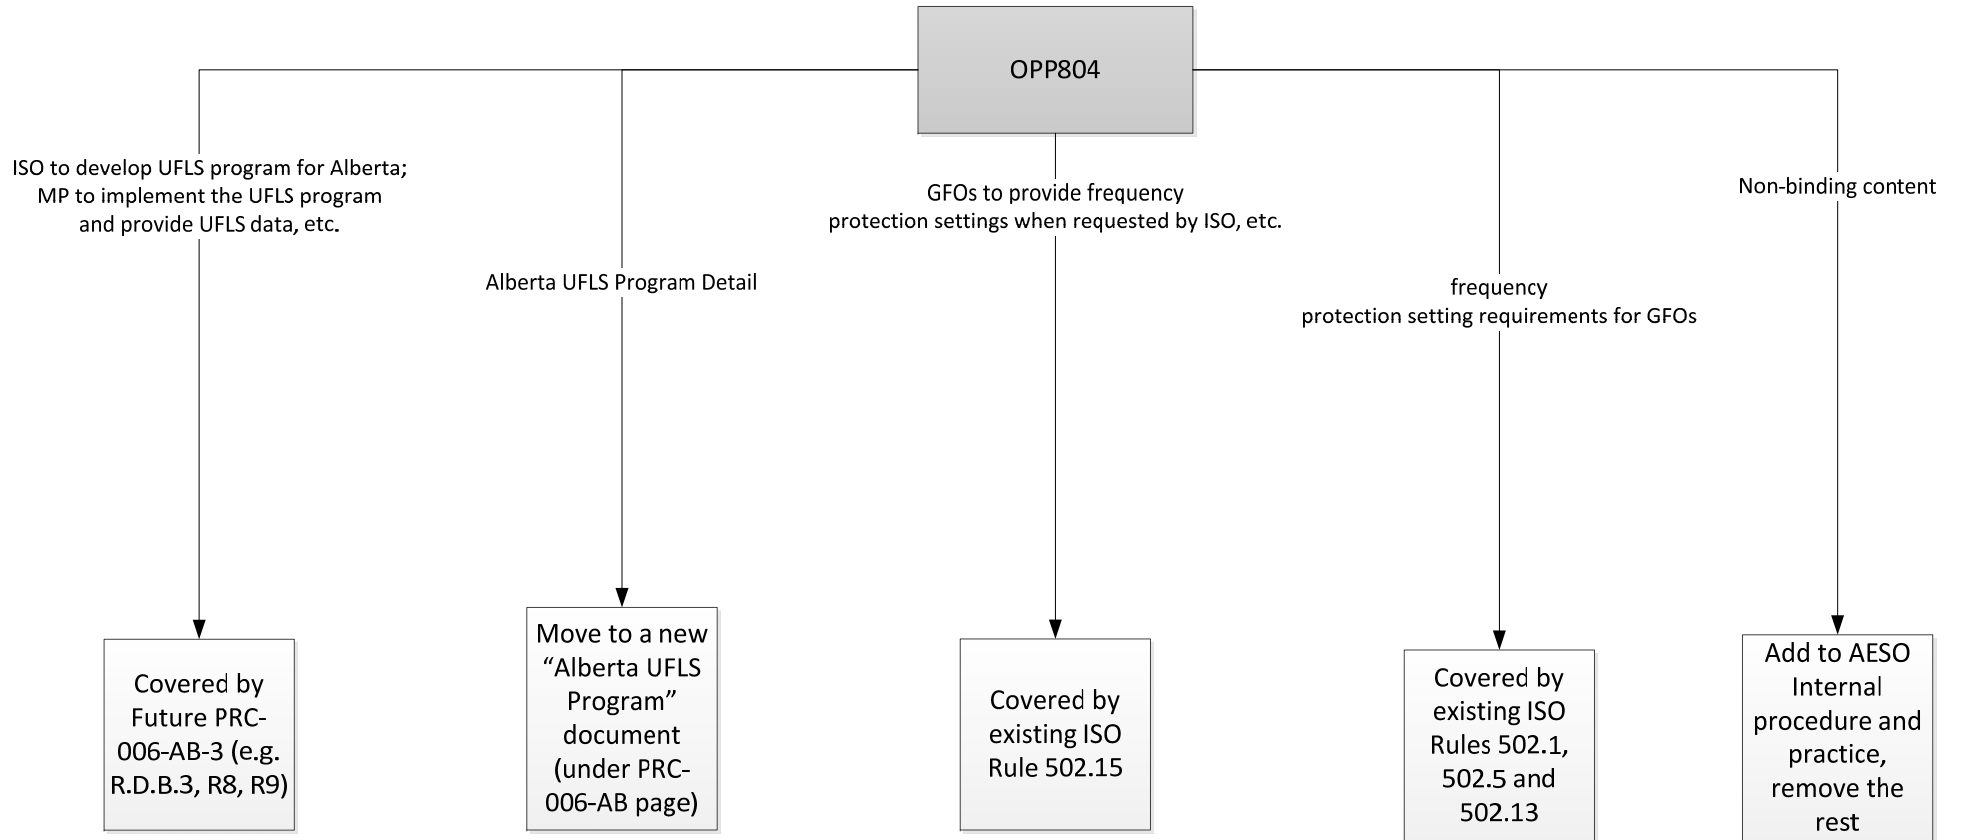 OPP804
ISO to develop UFLS program for Alberta;
MP to implement the UFLS program
and provide UFLS data, etc.
Alberta UFLS Program Detail
GFOs to provide frequency
protection settings when requested by ISO, etc.
frequency
protection setting requirements for GFOs
Non-binding content
Covered by
Future PRC-
006-AB-3 (e.g.
R.D.B.3, R8, R9)
Move to a new
“Alberta UFLS
Program”
document
(under PRC-
006-AB page)
Covered by
existing ISO
Rule 502.15
Covered by
existing ISO
Rules 502.1,
502.5 and
502.13
Add to AESO
Internal
procedure and
practice,
remove the
rest